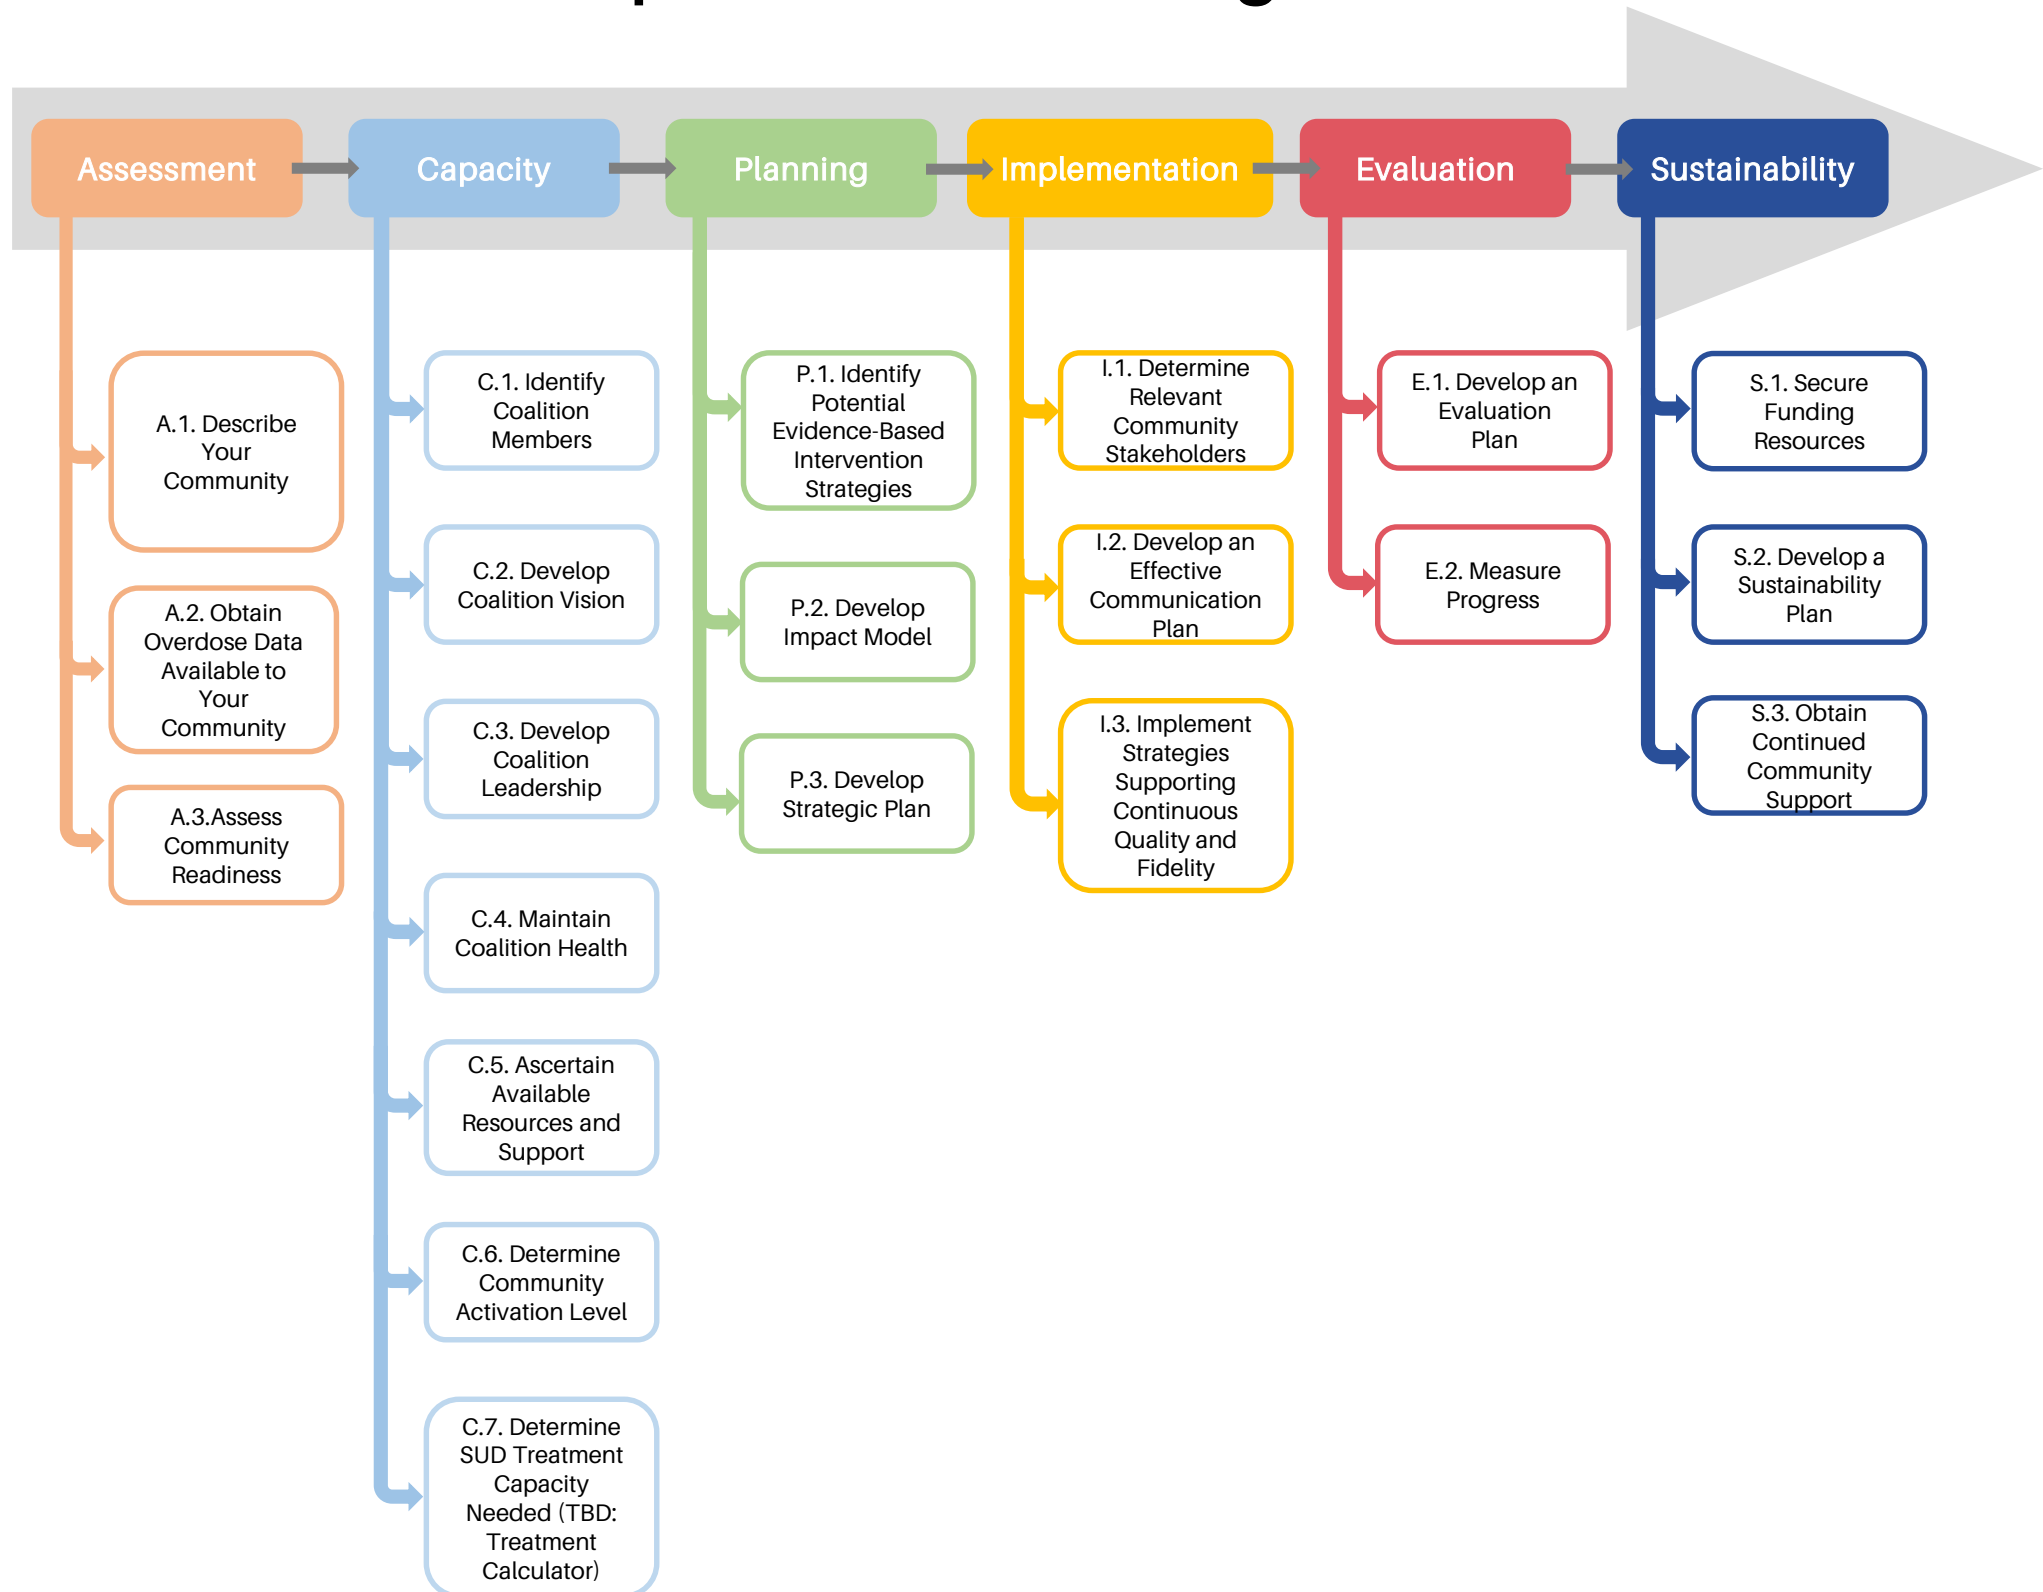 Assessment
Capacity
Planning
Implementation
Evaluation
Sustainability
A.1. Describe
Your
Community
A.2. Obtain
Overdose Data
Available to
Your
Community
A.3.Assess
Community
Readiness
C.1. Identify
Coalition
Members
C.2. Develop
Coalition Vision
C.3. Develop
Coalition
Leadership
C.4. Maintain
Coalition Health
C.5. Ascertain
Available
Resources and
Support
C.6. Determine
Community
Activation Level
C.7. Determine
SUD Treatment
Capacity
Needed (TBD:
Treatment
Calculator)
P.1. Identify
Potential
Evidence-Based
Intervention
Strategies
P.2. Develop
Impact Model
P.3. Develop
Strategic Plan
I.1. Determine
Relevant
Community
Stakeholders
I.2. Develop an
Effective
Communication
Plan
I.3. Implement
Strategies
Supporting
Continuous
Quality and
Fidelity
E.1. Develop an
Evaluation
Plan
E.2. Measure
Progress
S.1. Secure
Funding
Resources
S.2. Develop a
Sustainability
Plan
S.3. Obtain
Continued
Community
Support